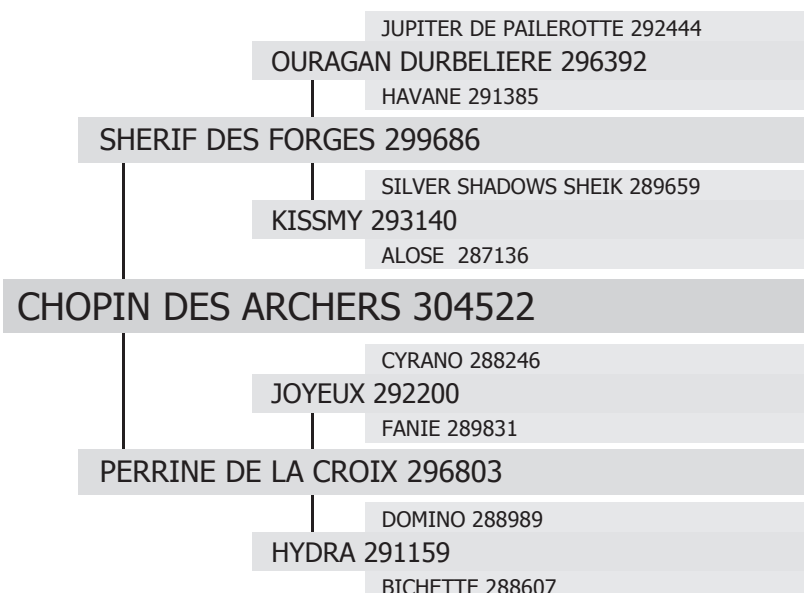 JUPITER DE PAILEROTTE 292444
OURAGAN DURBELIERE 296392
HAVANE 291385
SHERIF DES FORGES 299686
SILVER SHADOWS SHEIK 289659
KISSMY 293140
ALOSE 287136
CHOPIN DES ARCHERS 304522
CYRANO 288246
JOYEUX 292200
FANIE 289831
PERRINE DE LA CROIX 296803
DOMINO 288989
HYDRA 291159
BICHETTE 288607